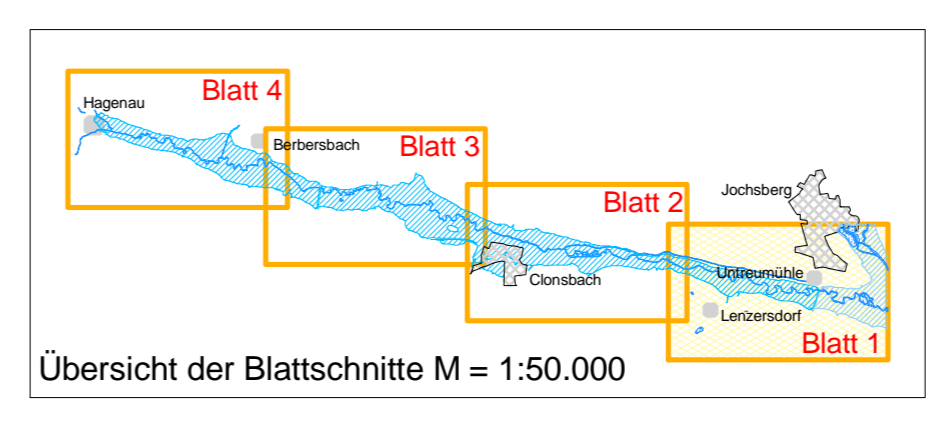 Blatt 4
Hagenau
Berbersbach
Blatt 3
Blatt 2
Jochsberg
Clonsbach
Untreumühle
Lenzersdorf
Blatt 1
Übersicht der Blattschnitte M = 1:50.000